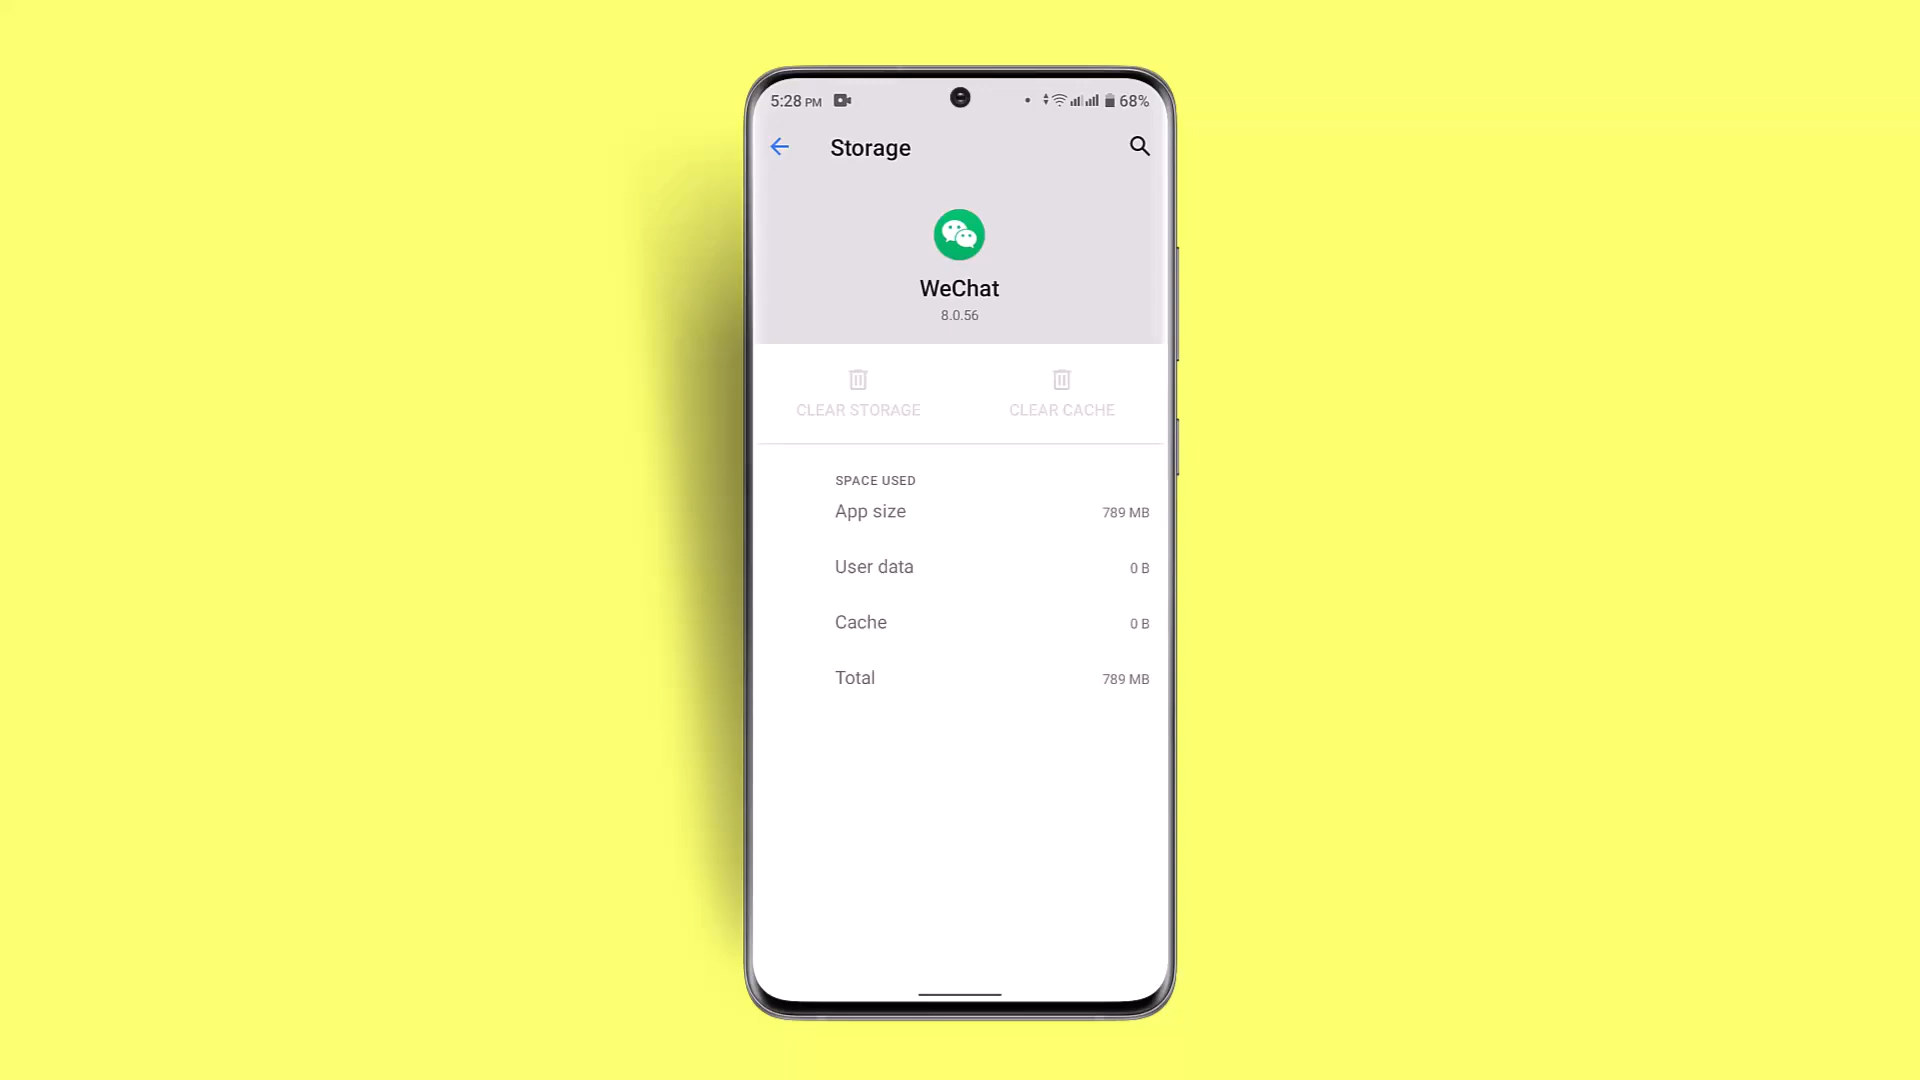 5:28 PM 68%
Storage
WeChat
8.0.56
CLEAR STORAGE CLEAR CACHE
SPACE USED
App size 789 MB
User data 0 B
Cache 0 B
Total 789 MB